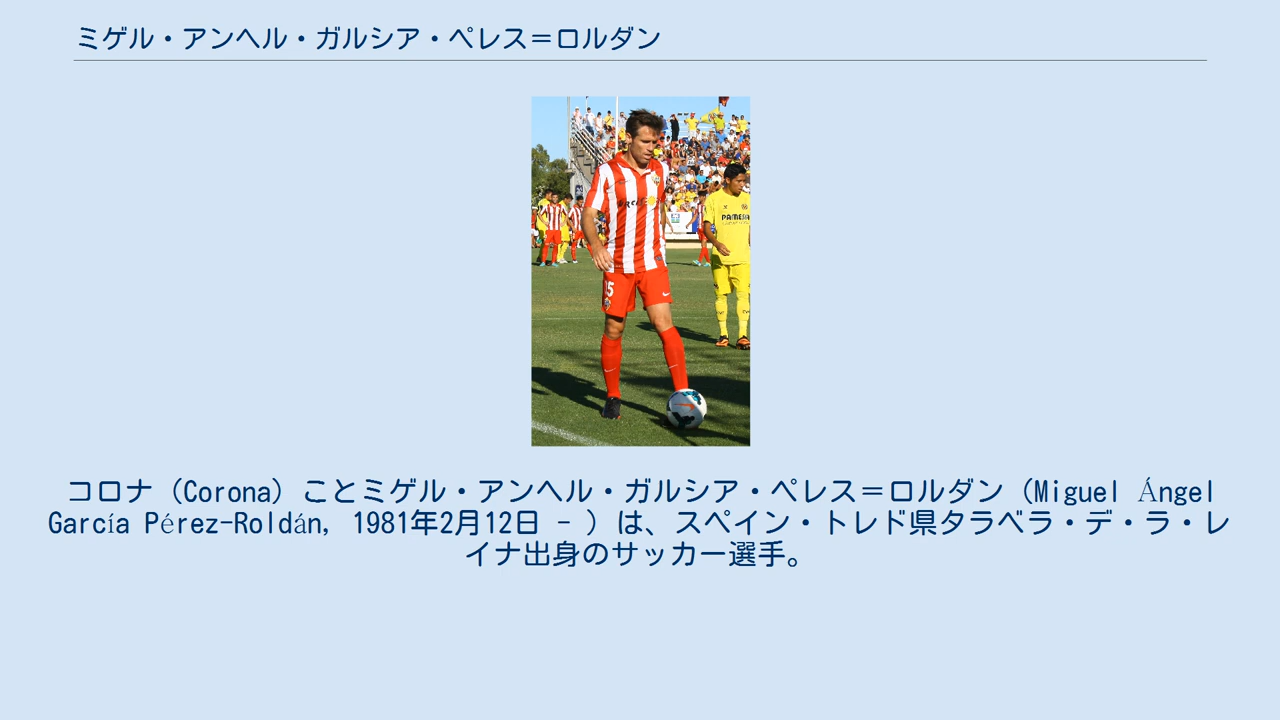 ミゲル・アンヘル・ガルシア・ペレス＝ロルダン
PAMESA
15
コロナ（Corona）ことミゲル・アンヘル・ガルシア・ペレス＝ロルダン（Miguel Ángel
García Pérez-Roldán, 1981年2月12日 - ）は、スペイン・トレド県タラベラ・デ・ラ・レ
イナ出身のサッカー選手。